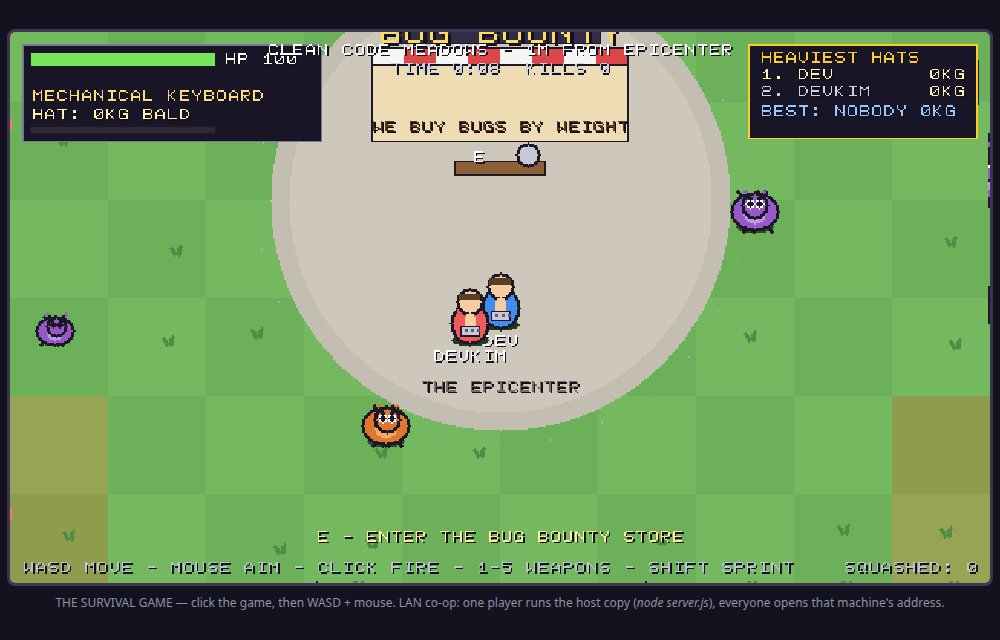 BUG BOUNTY
CLEAN CODE MEADOWS - 1M FROM EPICENTER
HP 100
TIME 0:08 KILLS 0
MECHANICAL KEYBOARD
HAT: 0KG BALD
HEAVIEST HATS
1. DEV 0KG
2. DEVKIM 0KG
BEST: NOBODY 0KG
WE BUY BUGS BY WEIGHT
E
DEV
DEVKIM
THE EPICENTER
E - ENTER THE BUG BOUNTY STORE
WASD MOVE - MOUSE AIM - CLICK FIRE - 1-5 WEAPONS - SHIFT SPRINT SQUASHED: 0
THE SURVIVAL GAME — click the game, then WASD + mouse. LAN co-op: one player runs the host copy (node server.js), everyone opens that machine's address.